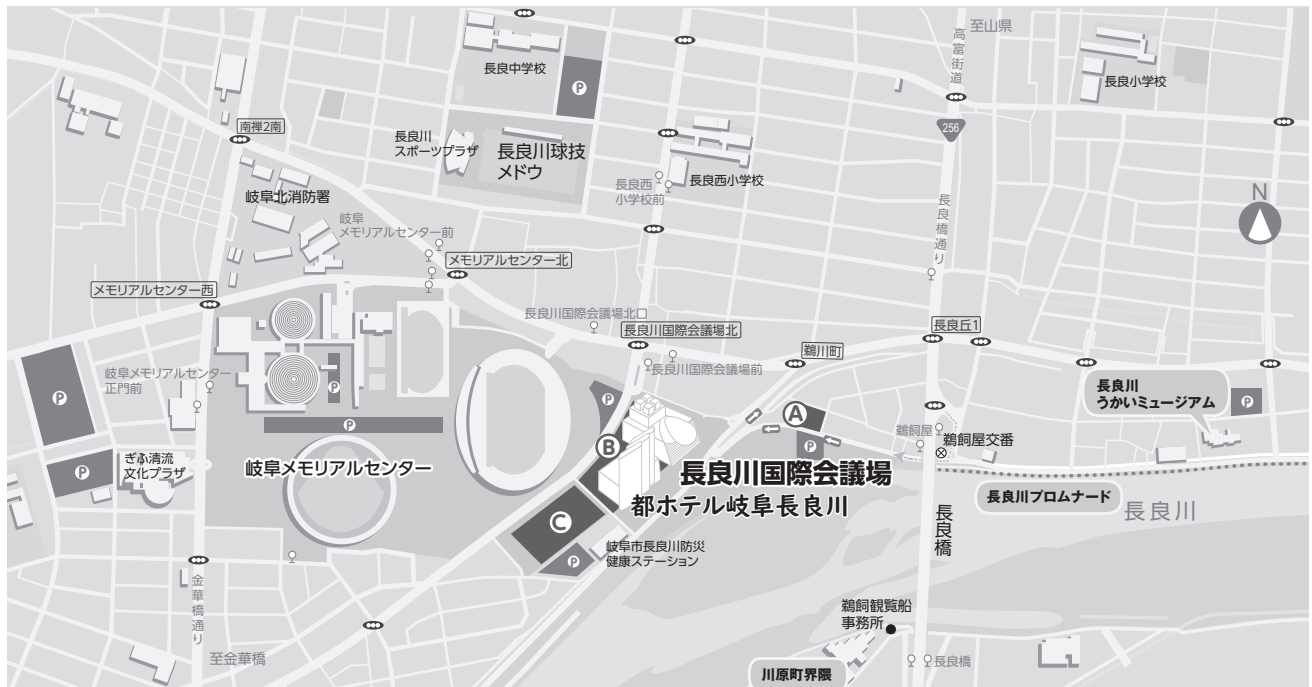 至山県
高富街道
長良中学校
P
長良小学校
256
南禅2南
長良川
スポーツプラザ
長良川球技
メドウ
長良西小学校
長良西
小学校前
N
岐阜北消防署
岐阜
メモリアルセンター前
長良橋通り
メモリアルセンター北
メモリアルセンター西
長良川国際会議場北口
長良川国際会議場北
長良丘1
鵜川町
長良川国際会議場前
岐阜メモリアルセンター
正門前
P
P
P
P
長良川
うかいミュージアム
P
A
鵜飼屋
鵜飼屋交番
P
B
ぎふ清流
文化プラザ
P
岐阜メモリアルセンター
長良川国際会議場
都ホテル岐阜長良川
長良川プロムナード
長良川
長良橋
C
岐阜市長良川防災
健康ステーション
P
金華橋通り
鵜飼観覧船
事務所
至金華橋
長良橋
川原町界隈